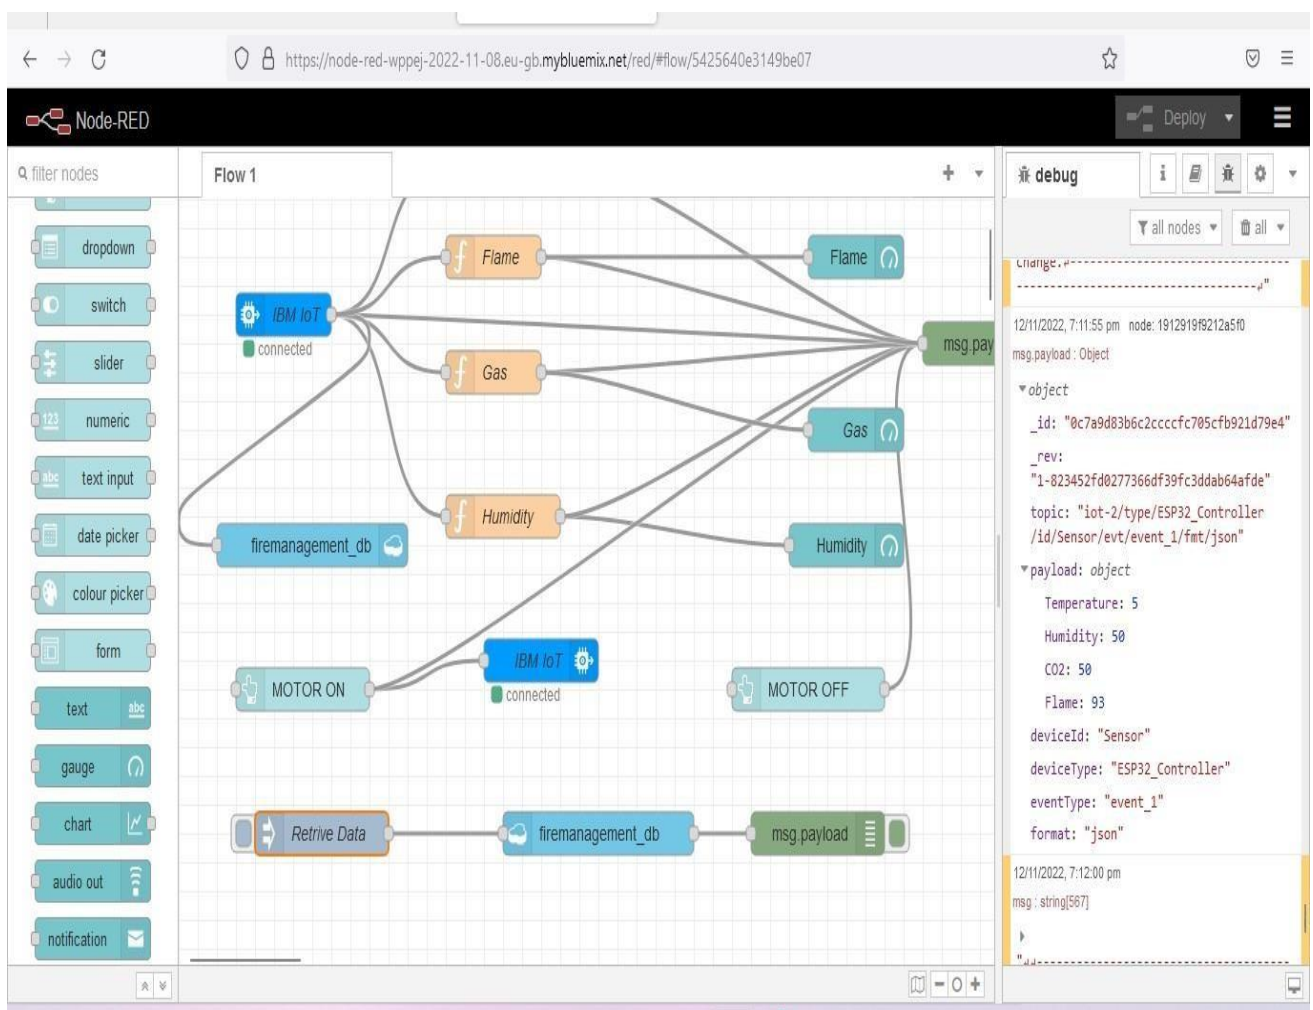 https://node-red-wppej-2022-11-08.eu-gb.mybluemix.net/red/#flow/5425640e3149be07
Node-RED
Deploy
filter nodes
dropdown
switch
123 numeric
slider
abc text input
date picker
colour picker
form
text abc
gauge
chart
audio out
notification
Flow 1
Flame
Flame
IBM IoT
connected
msg.pay
Gas
Gas
Humidity
firemanagement_db
Humidity
IBM IoT
MOTOR ON
connected
MOTOR OFF
Retrive Data
firemanagement_db
msg.payload
debug
i
all nodes
all
change.↵------------------------------
----------------------------------↵"
12/11/2022, 7:11:55 pm node: 1912919f9212a5f0
msg.payload : Object
object
_id: "0c7a9d83b6c2ccccfc705cfb921d79e4"
_rev:
"1-823452fd0277366df39fc3ddab64afde"
topic: "iot-2/type/ESP32_Controller
/id/Sensor/evt/event_1/fmt/json"
payload: object
Temperature: 5
Humidity: 50
CO2: 50
Flame: 93
deviceId: "Sensor"
deviceType: "ESP32_Controller"
eventType: "event_1"
format: "json"
12/11/2022, 7:12:00 pm
msg : string[567]